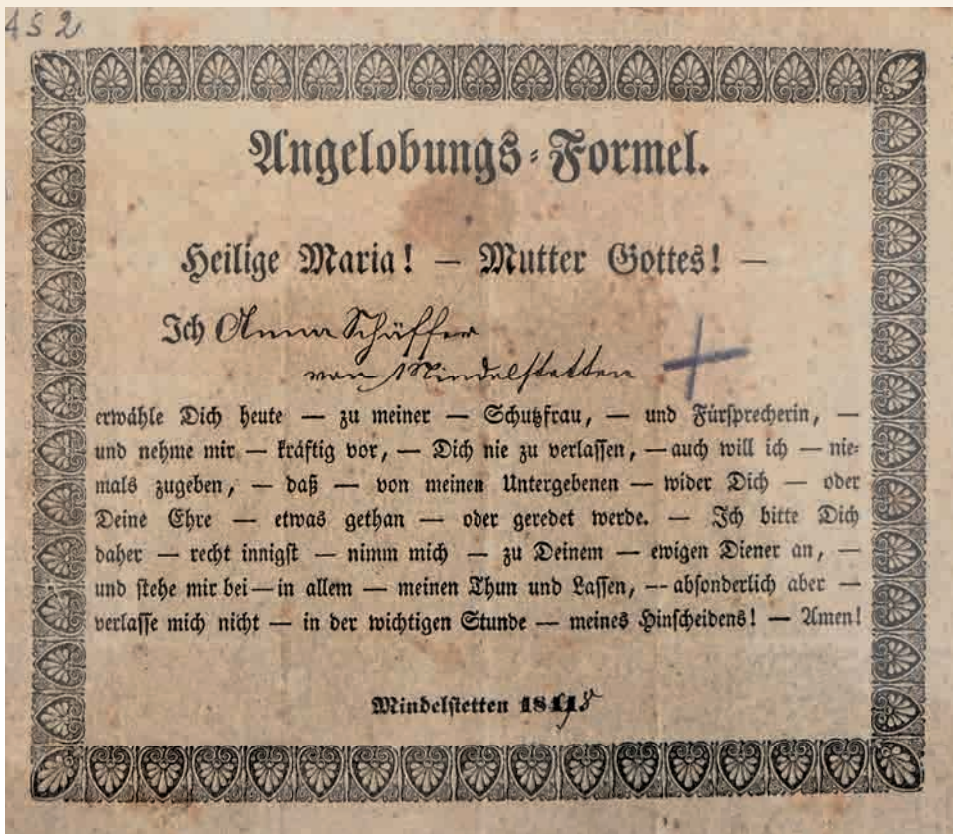 452
Angelobungs-Formel.
Heilige Maria! — Mutter Gottes! —
Ich Anna Schäffer
von Mindelstetten
erwähle Dich heute — zu meiner — Schutzfrau, — und Fürsprecherin, —
und nehme mir — kräftig vor, — Dich nie zu verlassen, — auch will ich — nie-
mals zugeben, — daß — von meinen Untergebenen — wider Dich — oder
Deine Ehre — etwas gethan — oder geredet werde. — Ich bitte Dich
daher — recht innigst — nimm mich — zu Deinem — ewigen Diener an, —
und stehe mir bei — in allem — meinen Thun und Lassen, — absonderlich aber —
verlasse mich nicht — in der wichtigen Stunde — meines Hinscheidens! — Amen!
Mindelstetten